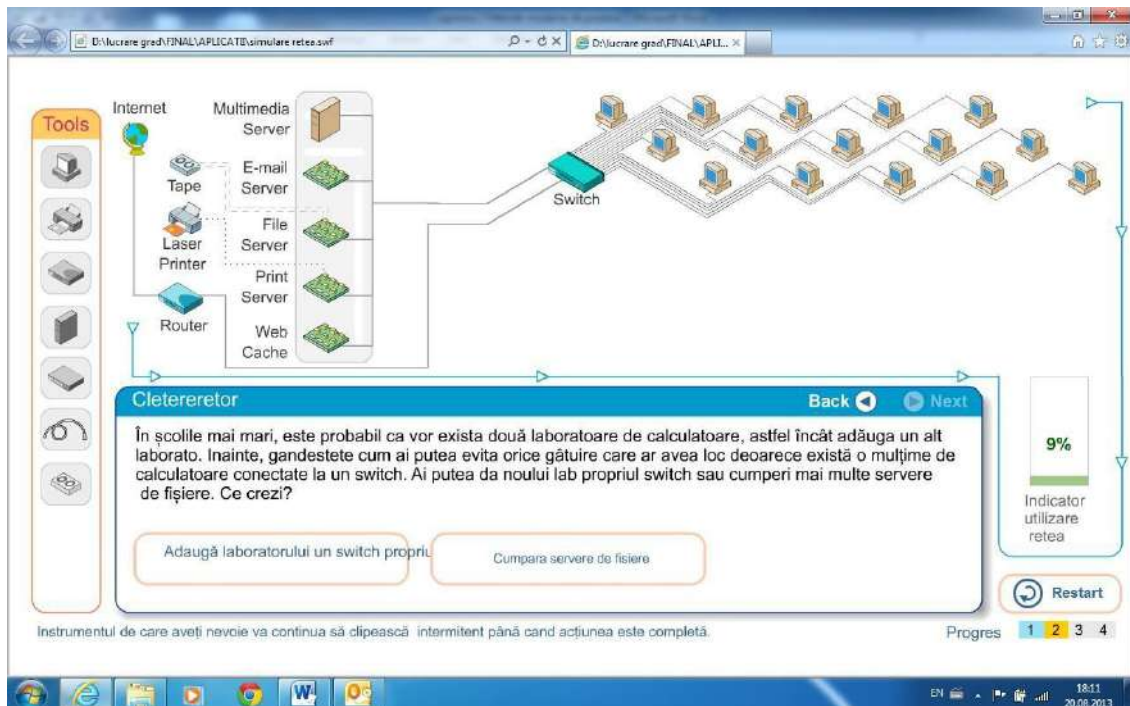 D:\lucrare grad\FINAL\APLICATII\simulare retea.swf
D:\lucrare grad\FINAL\APLI...
Tools
Internet
Multimedia
Server
E-mail
Server
Tape
File
Server
Laser
Printer
Print
Server
Router
Web
Cache
Switch
Cletereretor
Back
Next
În școlile mai mari, este probabil ca vor exista două laboratoare de calculatoare, astfel încât adăuga un alt
laborato. Inainte, gandestete cum ai putea evita orice gâtuire care ar avea loc deoarece există o mulțime de
calculatoare conectate la un switch. Ai putea da noului lab propriul switch sau cumperi mai multe servere
de fișiere. Ce crezi?
Adaugă laboratorului un switch propriu
Cumpara servere de fisiere
9%
Indicator
utilizare
retea
Restart
Instrumentul de care aveți nevoie va continua să clipească intermitent până cand acțiunea este completă.
Progres 1 2 3 4
EN
18:11
20.08.2013